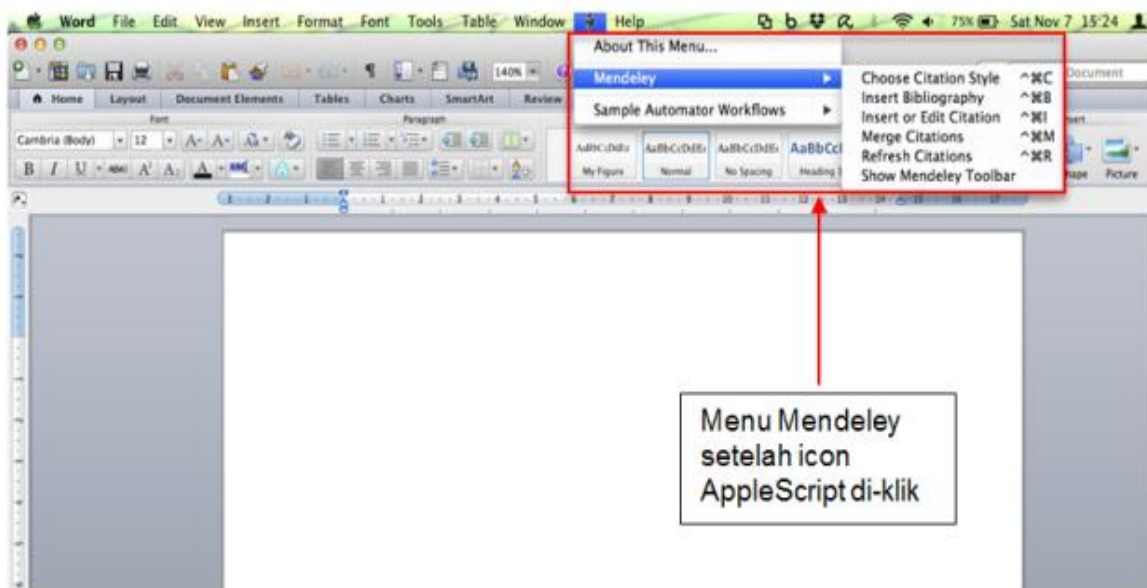 Word File Edit View Insert Format Font Tools Table Window Help 75% Sat Nov 7 15:24
140%
Home Layout Document Elements Tables Charts SmartArt Review
Font Paragraph
Cambria (Body) 12
B I U ABC A A
My Figure Normal No Spacing Heading
Picture
About This Menu...
Mendeley
Sample Automator Workflows
Choose Citation Style ^⌘C
Insert Bibliography ^⌘B
Insert or Edit Citation ^⌘I
Merge Citations ^⌘M
Refresh Citations ^⌘R
Show Mendeley Toolbar
Menu Mendeley
setelah icon
AppleScript di-klik